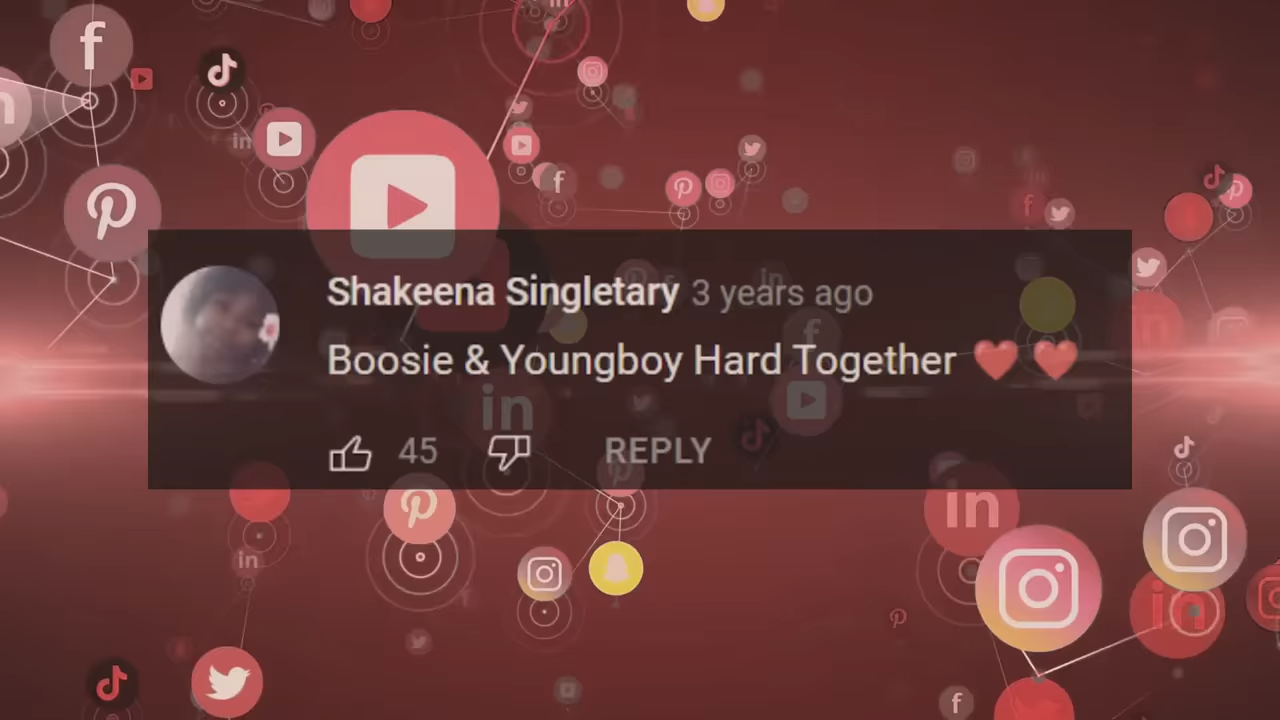 Shakeena Singletary 3 years ago
Boosie & Youngboy Hard Together ❤️ ❤️
45 REPLY